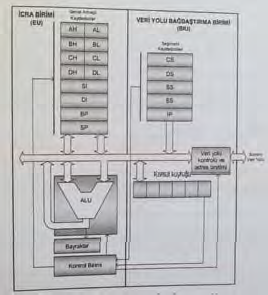 İCRA BİRİMİ
(EU)
Genel Amaçlı
Kaydediciler
AH AL
BH BL
CH CL
DH DL
SI
DI
BP
SP
VERİ YOLU BAĞDAŞTIRMA BİRİMİ
(BIU)
Segment
Kaydedicileri
CS
DS
SS
ES
IP
Veri yolu
kontrolü ve
adres üretimi
Sistem
Veri Yolu
Komut kuyruğu
ALU
Bayraklar
Kontrol Birimi